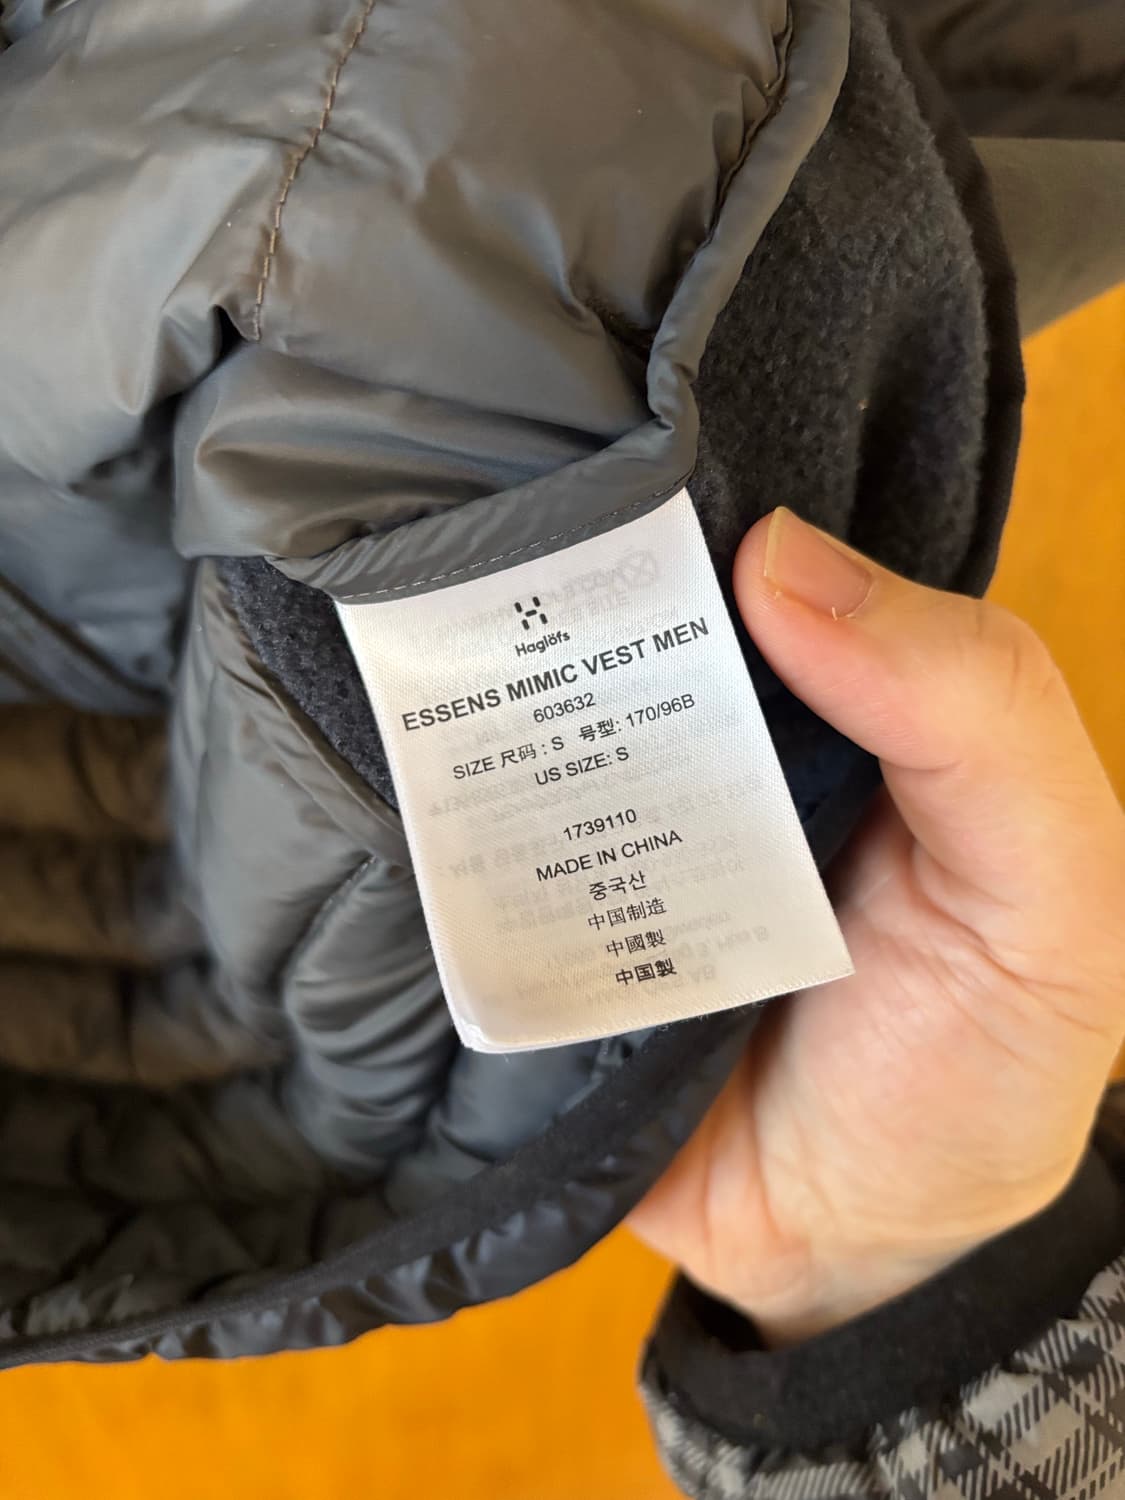 Haglöfs
ESSENS MIMIC VEST MEN
603632
SIZE 尺码 : S 号型: 170/96B
US SIZE: S
1739110
MADE IN CHINA
중국산
中国制造
中國製
中国製